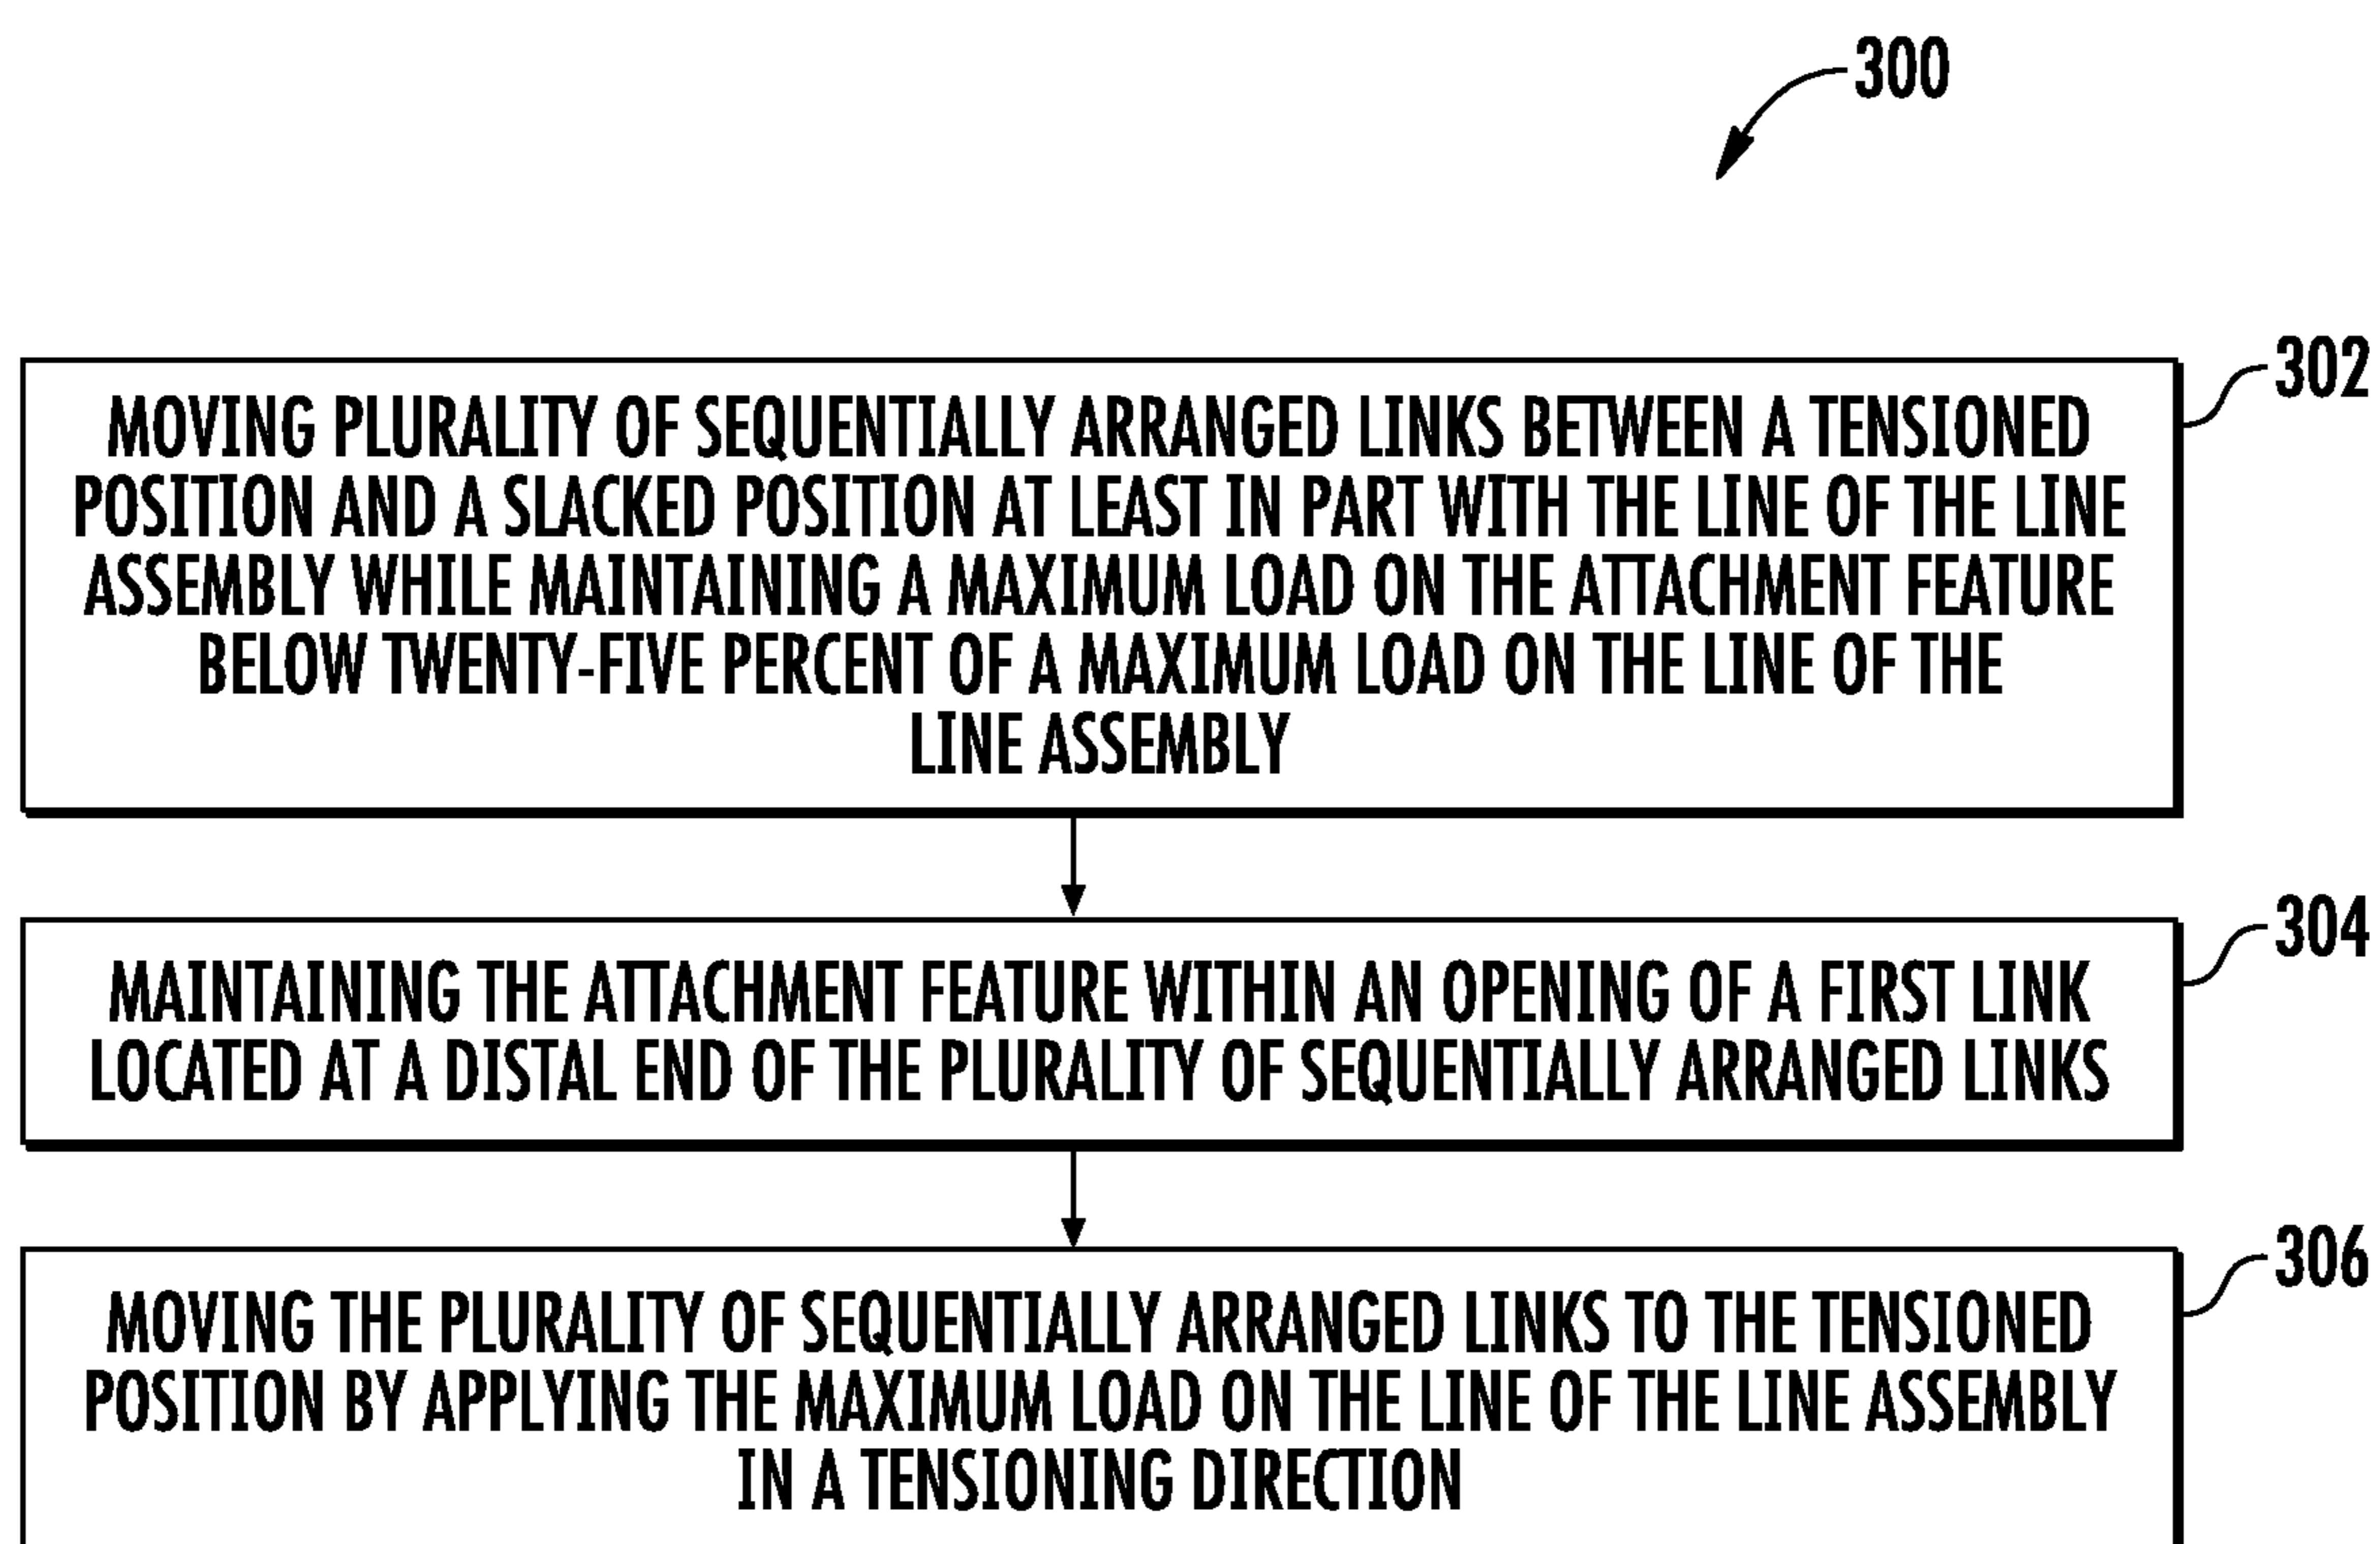 300
302
MOVING PLURALITY OF SEQUENTIALLY ARRANGED LINKS BETWEEN A TENSIONED
POSITION AND A SLACKED POSITION AT LEAST IN PART WITH THE LINE OF THE LINE
ASSEMBLY WHILE MAINTAINING A MAXIMUM LOAD ON THE ATTACHMENT FEATURE
BELOW TWENTY-FIVE PERCENT OF A MAXIMUM LOAD ON THE LINE OF THE
LINE ASSEMBLY
304
MAINTAINING THE ATTACHMENT FEATURE WITHIN AN OPENING OF A FIRST LINK
LOCATED AT A DISTAL END OF THE PLURALITY OF SEQUENTIALLY ARRANGED LINKS
306
MOVING THE PLURALITY OF SEQUENTIALLY ARRANGED LINKS TO THE TENSIONED
POSITION BY APPLYING THE MAXIMUM LOAD ON THE LINE OF THE LINE ASSEMBLY
IN A TENSIONING DIRECTION